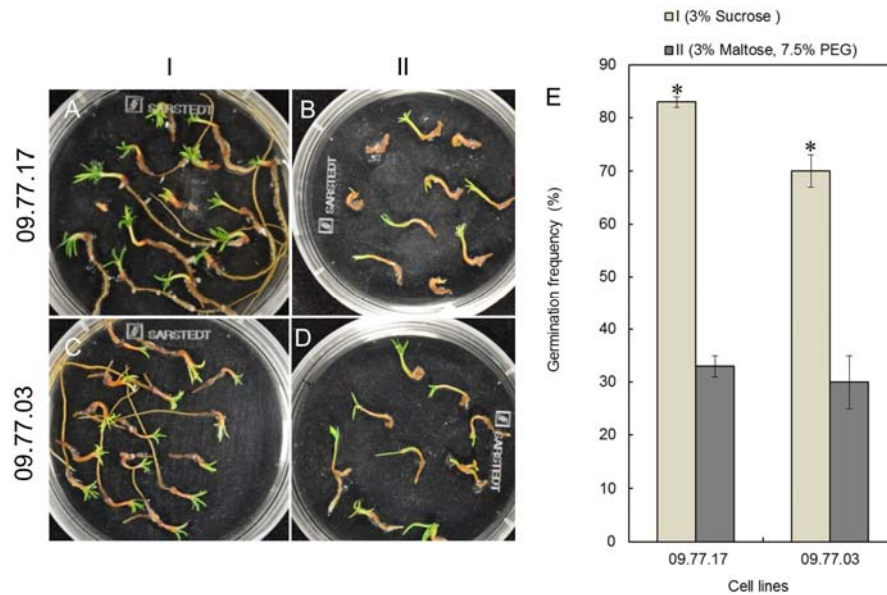 I (3% Sucrose )
II (3% Maltose, 7.5% PEG)
I
II
09.77.17
09.77.03
A
SARSTEDT
B
SARSTEDT
C
SARSTEDT
D
SARSTEDT
E
Germination frequency (%)
90
80
70
60
50
40
30
20
10
0
*
*
09.77.17
09.77.03
Cell lines